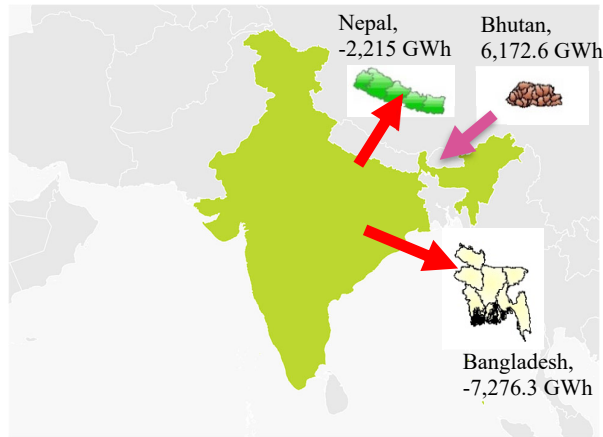 Nepal,
-2,215 GWh
Bhutan,
6,172.6 GWh
Bangladesh,
-7,276.3 GWh